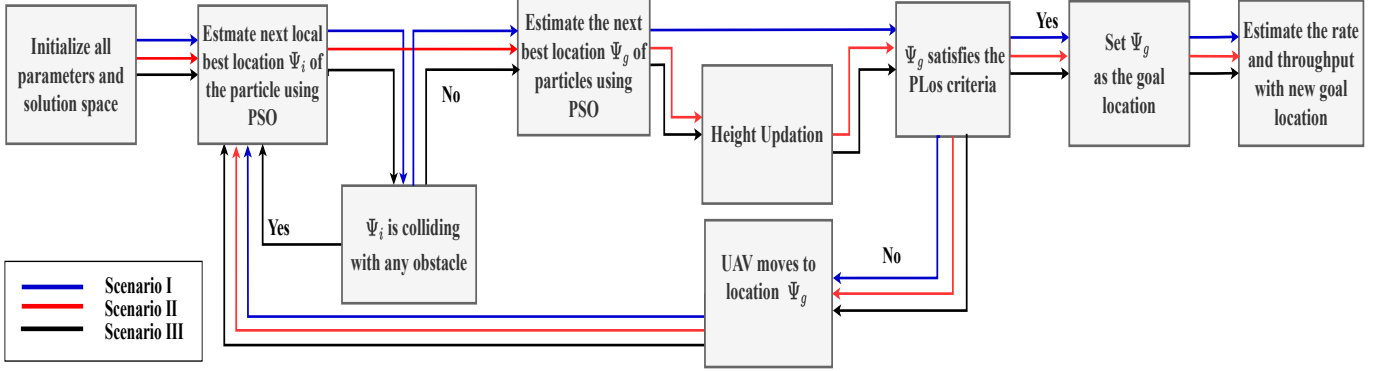 Initialize all
parameters and
solution space
Estmate next local
best location Ψi of
the particle using
PSO
Ψi is colliding
with any obstacle
Yes
No
Estimate the next
best location Ψg of
particles using
PSO
Height Updation
Ψg satisfies the
PLos criteria
Yes
No
UAV moves to
location Ψg
Set Ψg
as the goal
location
Estimate the rate
and throughput
with new goal
location
Scenario I
Scenario II
Scenario III